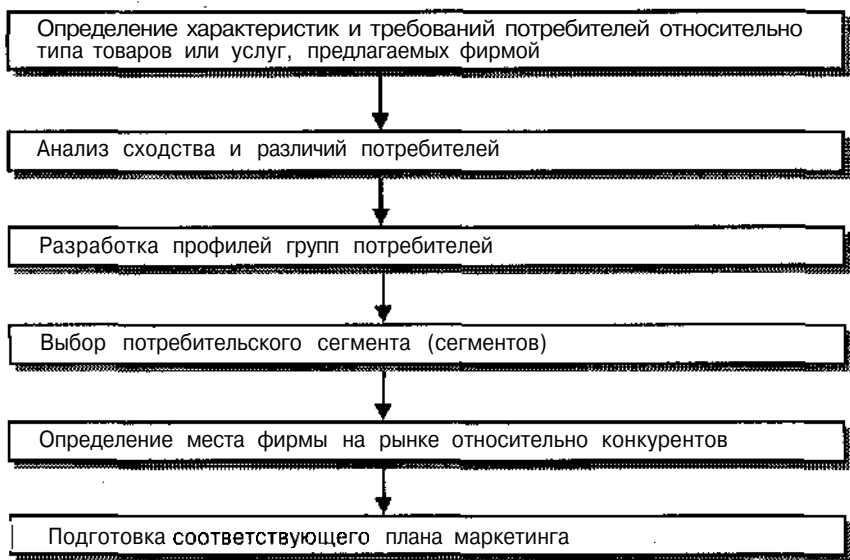 Определение характеристик и требований потребителей относительно
типа товаров или услуг, предлагаемых фирмой
Анализ сходства и различий потребителей
Разработка профилей групп потребителей
Выбор потребительского сегмента (сегментов)
Определение места фирмы на рынке относительно конкурентов
Подготовка соответствующего плана маркетинга